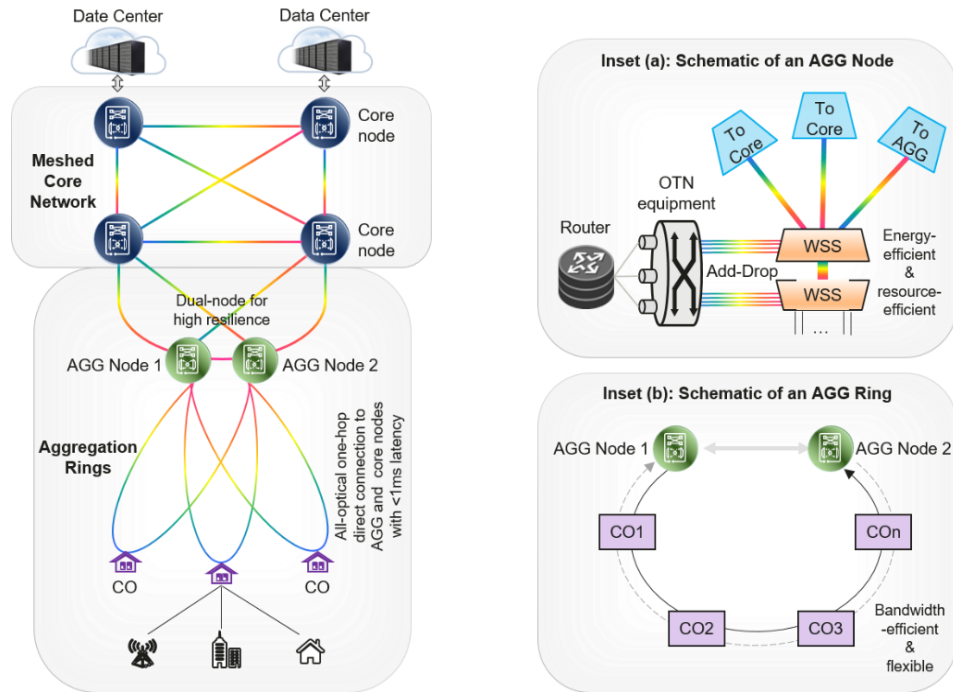 Date Center
Data Center
Core
node
Meshed
Core
Network
Core
node
Dual-node for
high resilience
AGG Node 1
AGG Node 2
Aggregation
Rings
All-optical one-hop
direct connection to
AGG and core nodes
with <1ms latency
CO
CO
Inset (a): Schematic of an AGG Node
To
Core
To
Core
To
AGG
OTN
equipment
Router
WSS
Add-Drop
WSS
...
Energy-
efficient
&
resource-
efficient
Inset (b): Schematic of an AGG Ring
AGG Node 1
AGG Node 2
CO1
COn
CO2
CO3
Bandwidth
-efficient
&
flexible